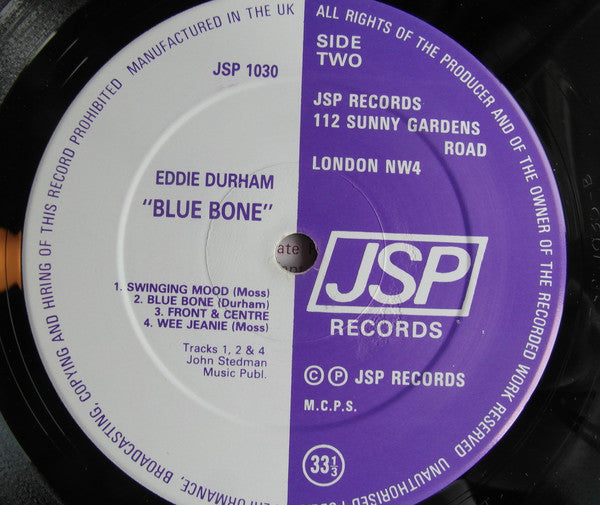 JSP 1030
EDDIE DURHAM
"BLUE BONE"
1. SWINGING MOOD (Moss)
2. BLUE BONE (Durham)
3. FRONT & CENTRE
4. WEE JEANIE (Moss)
Tracks 1, 2 & 4
John Stedman
Music Publ.
SIDE
TWO
JSP RECORDS
112 SUNNY GARDENS
ROAD
LONDON NW4
JSP
RECORDS
© ℗ JSP RECORDS
M.C.P.S.
33 1/3
BROADCASTING, COPYING AND HIRING OF THIS RECORD PROHIBITED MANUFACTURED IN THE UK
ALL RIGHTS OF THE PRODUCER AND OF THE OWNER OF THE RECORDED WORK RESERVED UNAUTHORISED